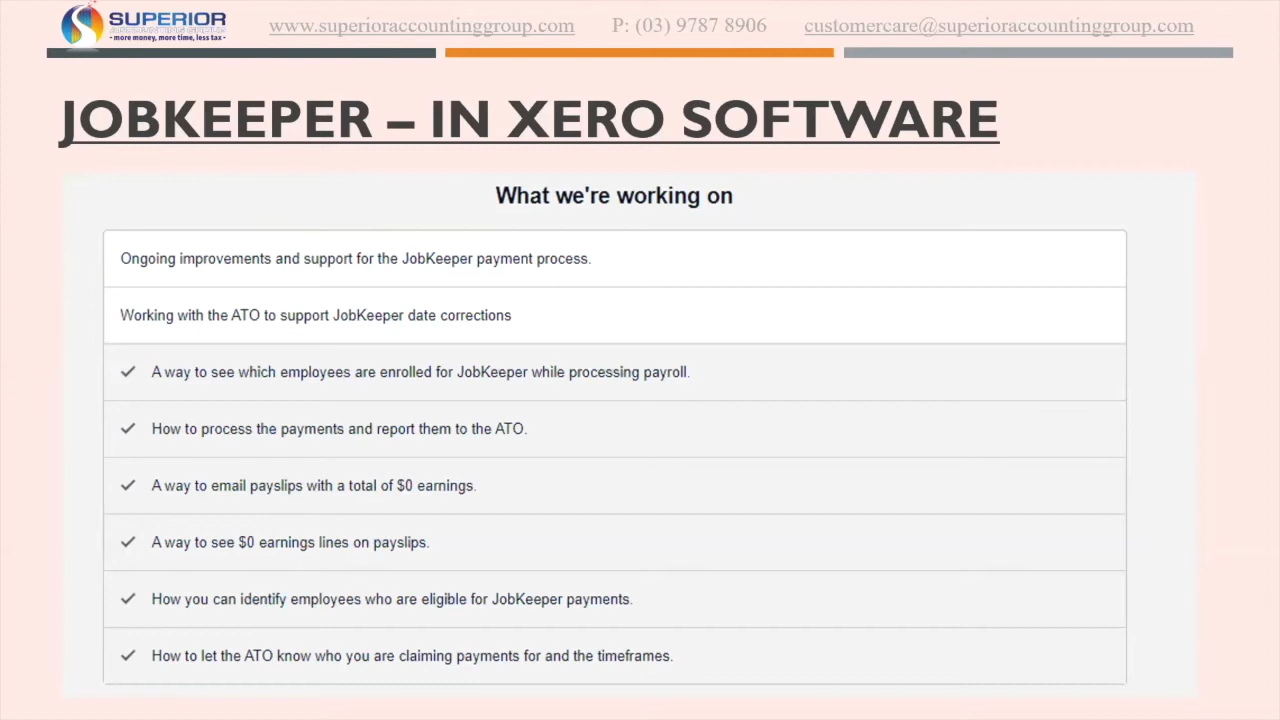 SUPERIOR
ACCOUNTING GROUP
- more money, more time, less tax -
www.superioraccountinggroup.com P: (03) 9787 8906 customercare@superioraccountinggroup.com
JOBKEEPER – IN XERO SOFTWARE
What we're working on
Ongoing improvements and support for the JobKeeper payment process.
Working with the ATO to support JobKeeper date corrections
A way to see which employees are enrolled for JobKeeper while processing payroll.
How to process the payments and report them to the ATO.
A way to email payslips with a total of $0 earnings.
A way to see $0 earnings lines on payslips.
How you can identify employees who are eligible for JobKeeper payments.
How to let the ATO know who you are claiming payments for and the timeframes.